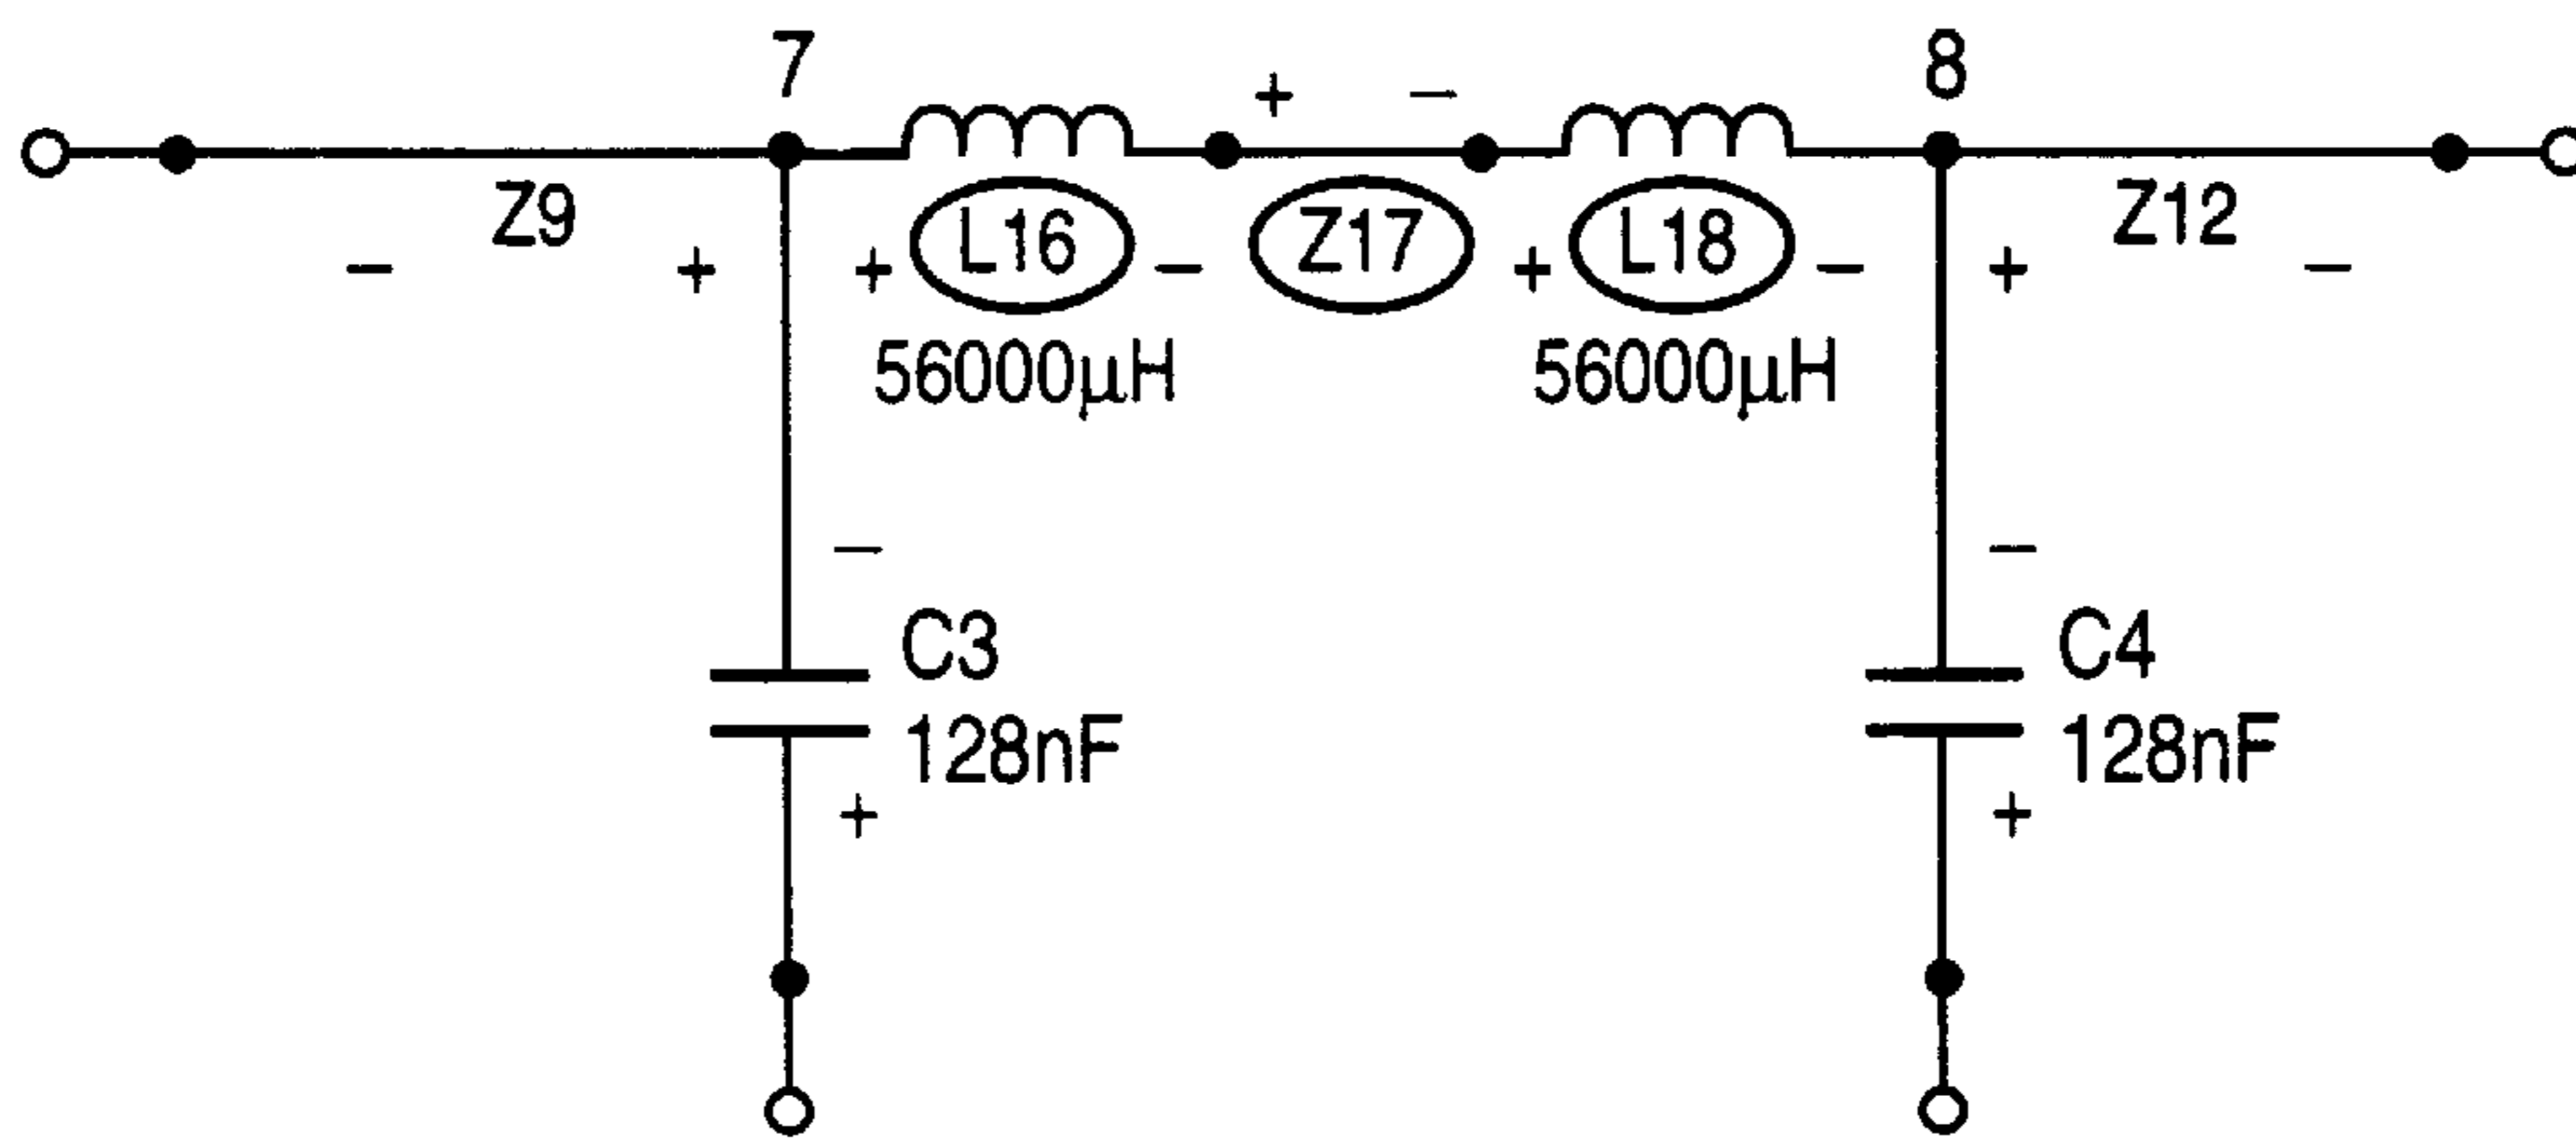 7 8
+ −
Z9 Z12
− + + L16 − Z17 + L18 − + −
56000μH 56000μH
− −
C3 C4
128nF 128nF
+ +